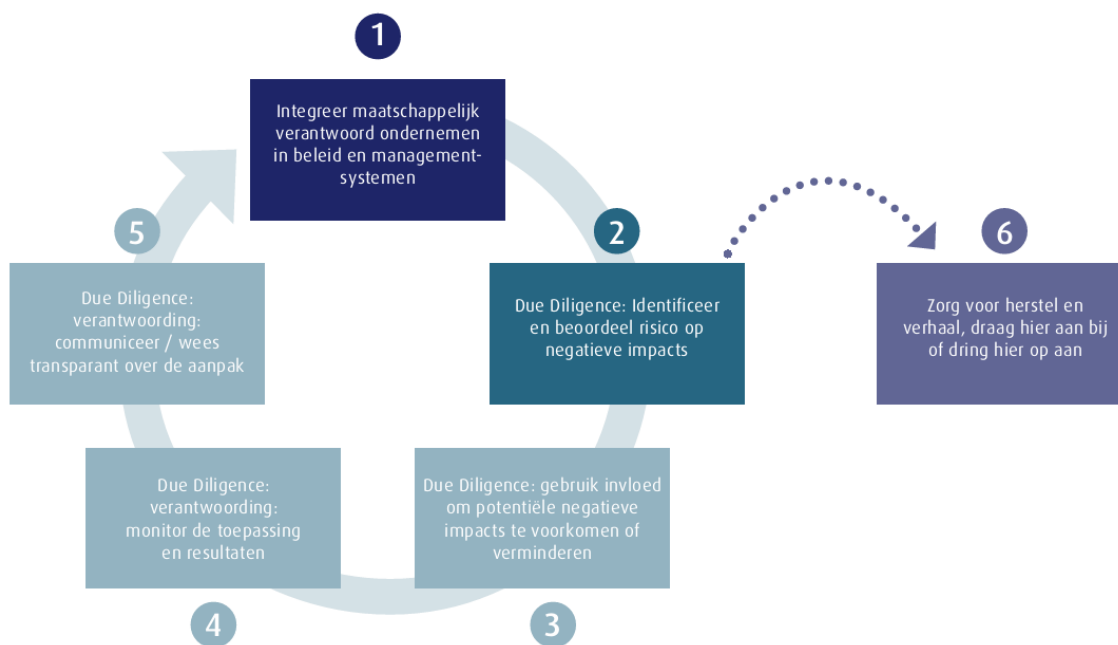 1
Integreer maatschappelijk
verantwoord ondernemen
in beleid en management-
systemen
2
Due Diligence: Identificeer
en beoordeel risico op
negatieve impacts
3
Due Diligence: gebruik invloed
om potentiële negatieve
impacts te voorkomen of
verminderen
4
Due Diligence:
verantwoording:
monitor de toepassing
en resultaten
5
Due Diligence:
verantwoording:
communiceer / wees
transparant over de aanpak
6
Zorg voor herstel en
verhaal, draag hier aan bij
of dring hier op aan